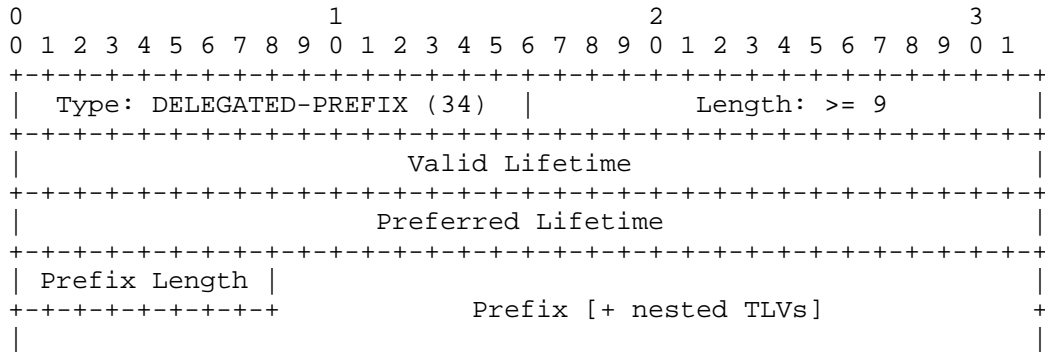 0                   1                   2                   3
0 1 2 3 4 5 6 7 8 9 0 1 2 3 4 5 6 7 8 9 0 1 2 3 4 5 6 7 8 9 0 1
+-+-+-+-+-+-+-+-+-+-+-+-+-+-+-+-+-+-+-+-+-+-+-+-+-+-+-+-+-+-+-+-+
|  Type: DELEGATED-PREFIX (34)  |          Length: >= 9         |
+-+-+-+-+-+-+-+-+-+-+-+-+-+-+-+-+-+-+-+-+-+-+-+-+-+-+-+-+-+-+-+-+
|                        Valid Lifetime                         |
+-+-+-+-+-+-+-+-+-+-+-+-+-+-+-+-+-+-+-+-+-+-+-+-+-+-+-+-+-+-+-+-+
|                      Preferred Lifetime                       |
+-+-+-+-+-+-+-+-+-+-+-+-+-+-+-+-+-+-+-+-+-+-+-+-+-+-+-+-+-+-+-+-+
| Prefix Length |                                               |
+-+-+-+-+-+-+-+-+            Prefix [+ nested TLVs]             +
|                                                               |